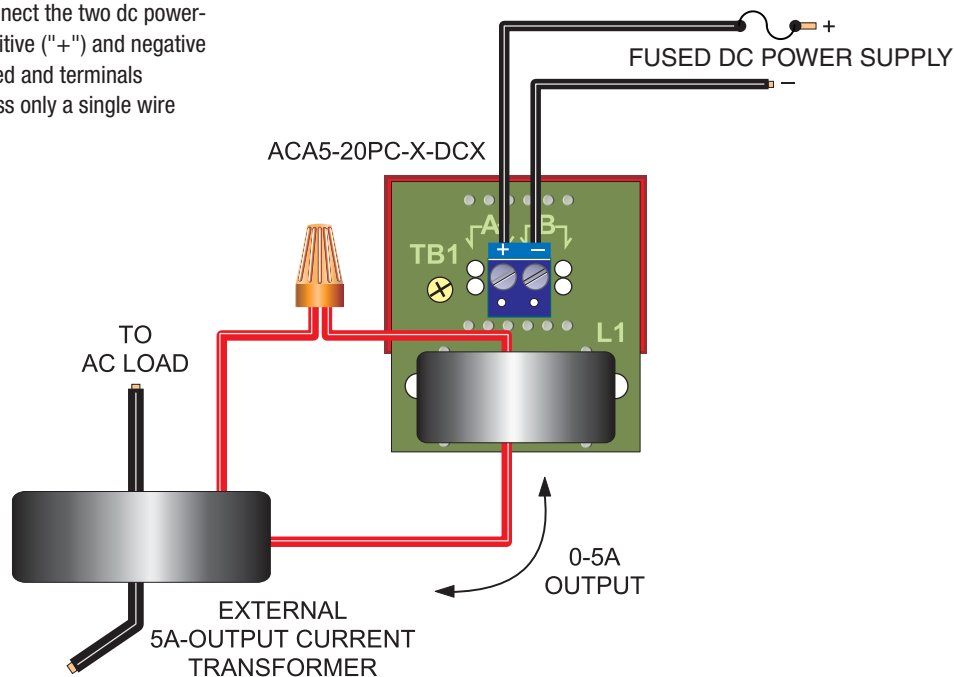 nect the two dc power-
itive ("+") and negative
ed and terminals
ss only a single wire
+
FUSED DC POWER SUPPLY
−
ACA5-20PC-X-DCX
A B
TB1
+ −
L1
TO
AC LOAD
0-5A
OUTPUT
EXTERNAL
5A-OUTPUT CURRENT
TRANSFORMER